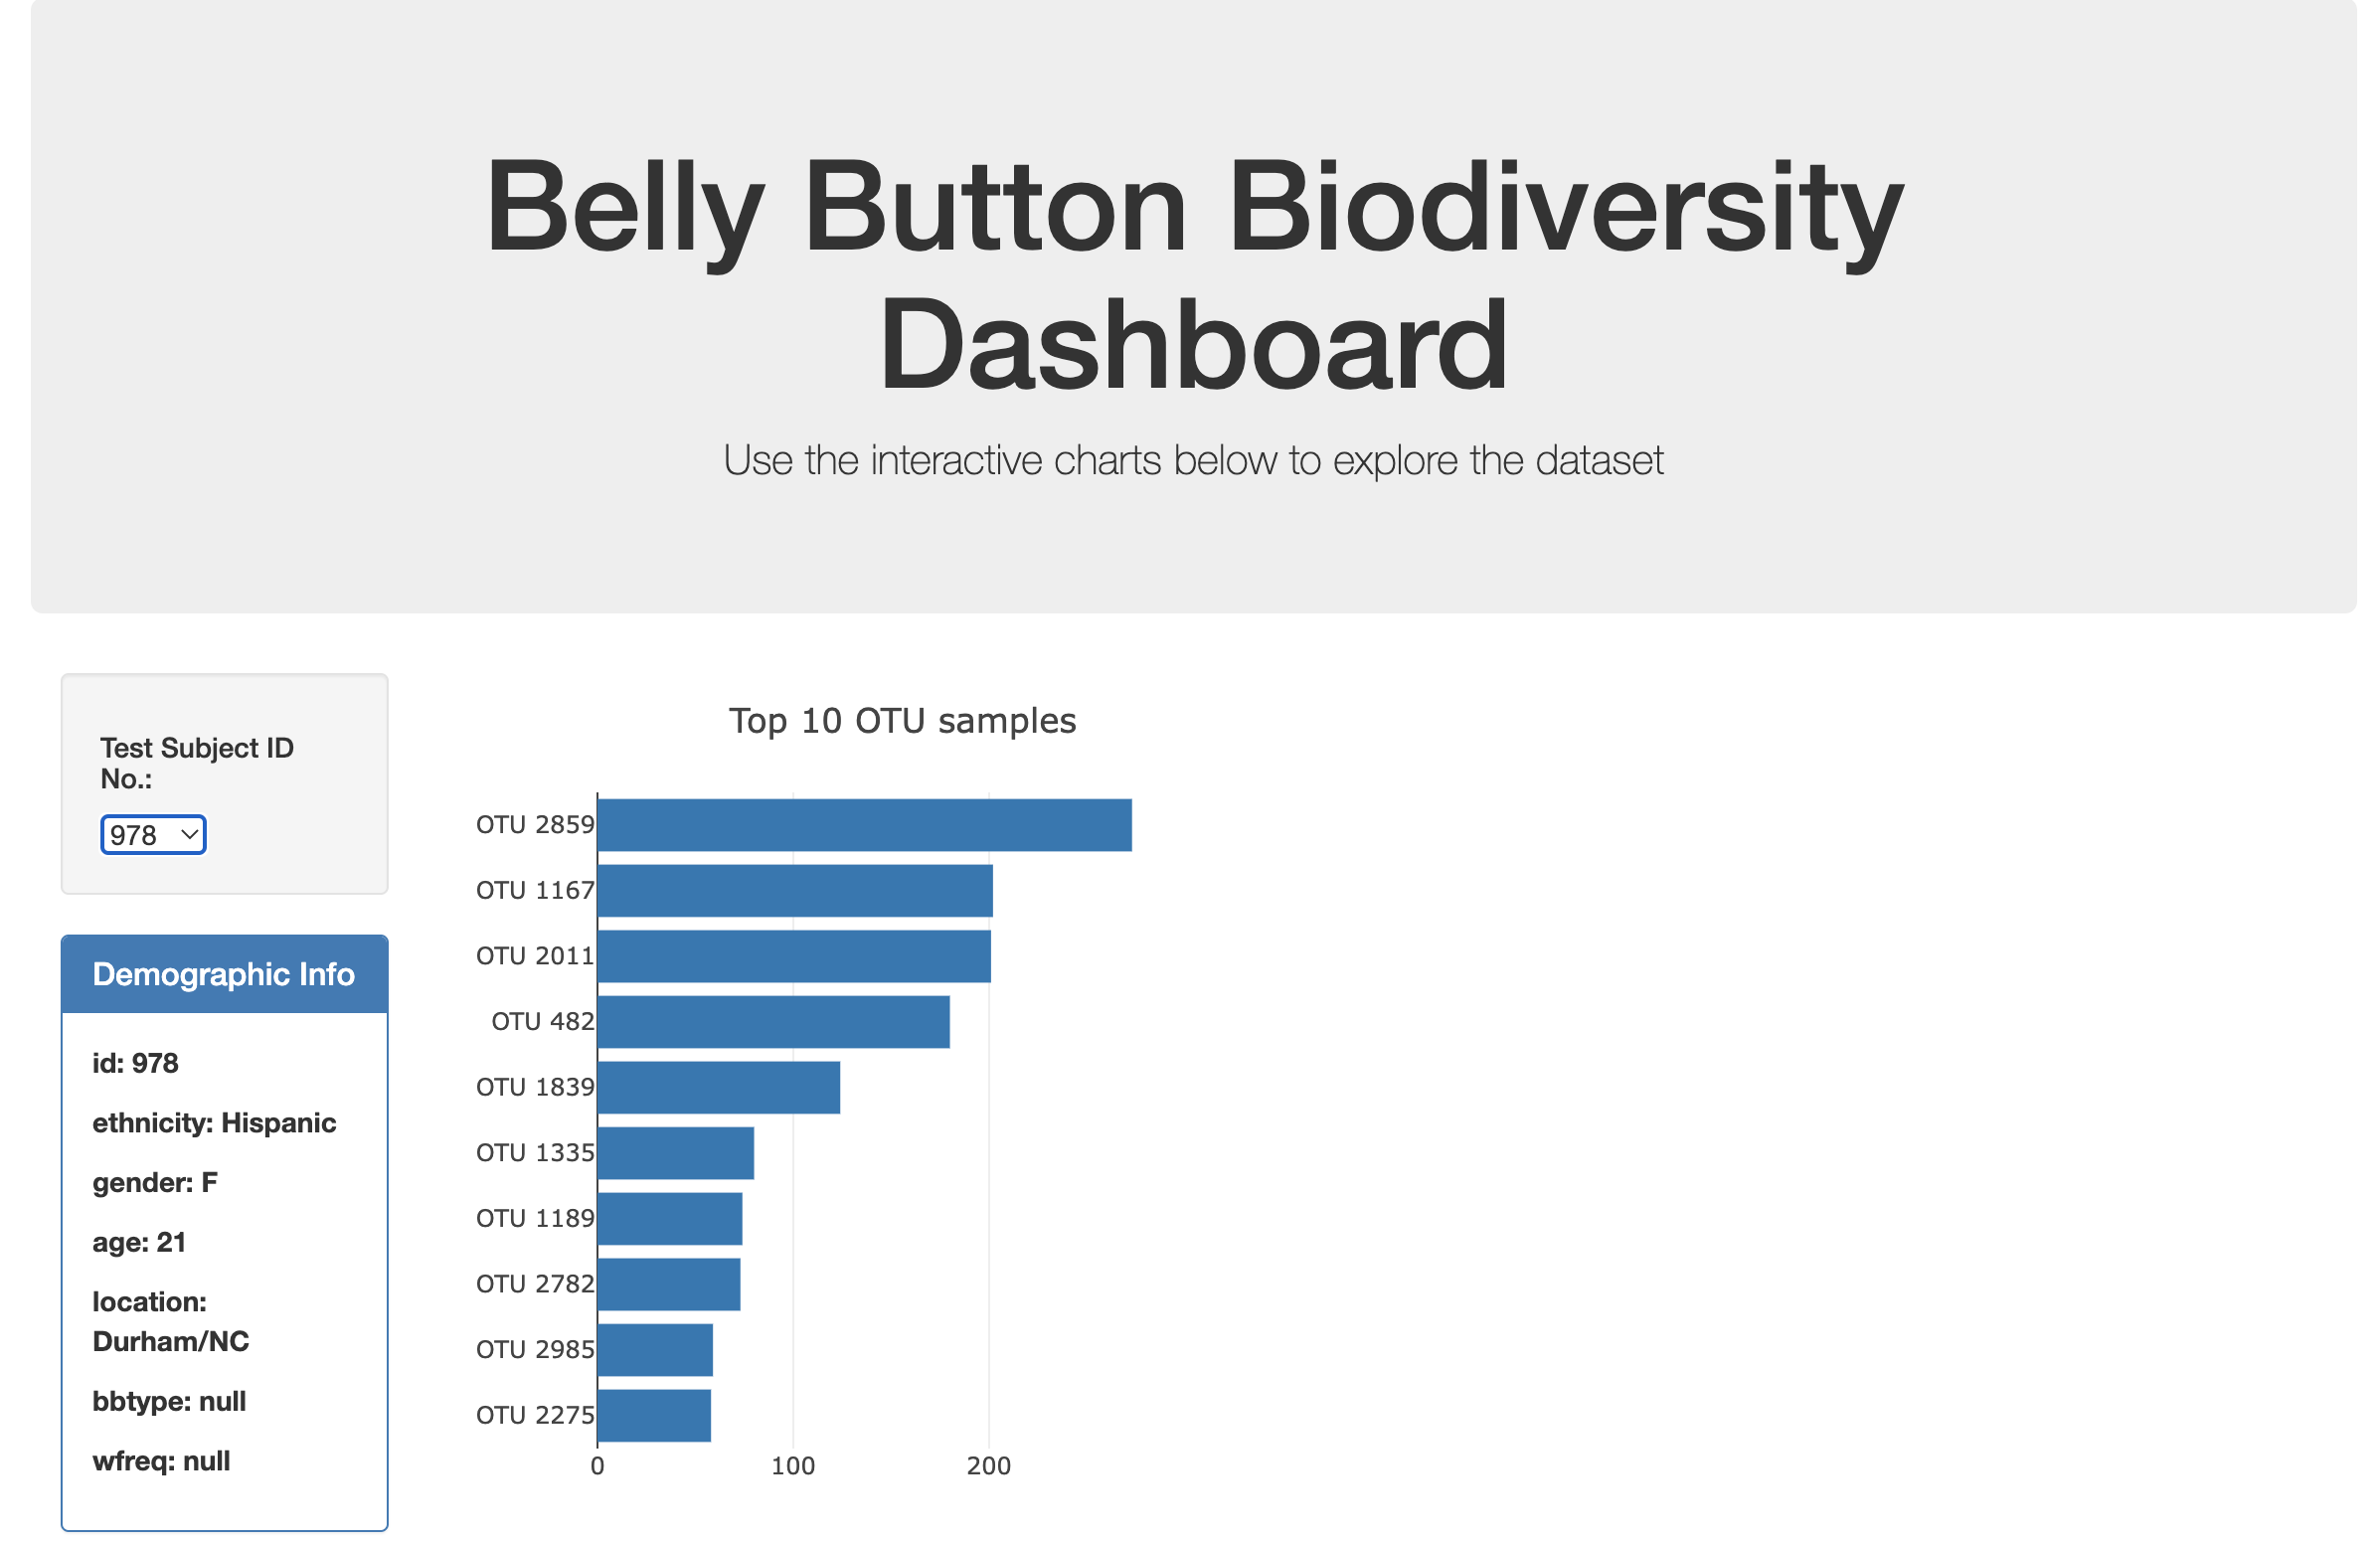 Belly Button Biodiversity
Dashboard
Use the interactive charts below to explore the dataset
Test Subject ID
No.:
978
Demographic Info
id: 978
ethnicity: Hispanic
gender: F
age: 21
location:
Durham/NC
bbtype: null
wfreq: null
Top 10 OTU samples
OTU 2859
OTU 1167
OTU 2011
OTU 482
OTU 1839
OTU 1335
OTU 1189
OTU 2782
OTU 2985
OTU 2275
0 100 200